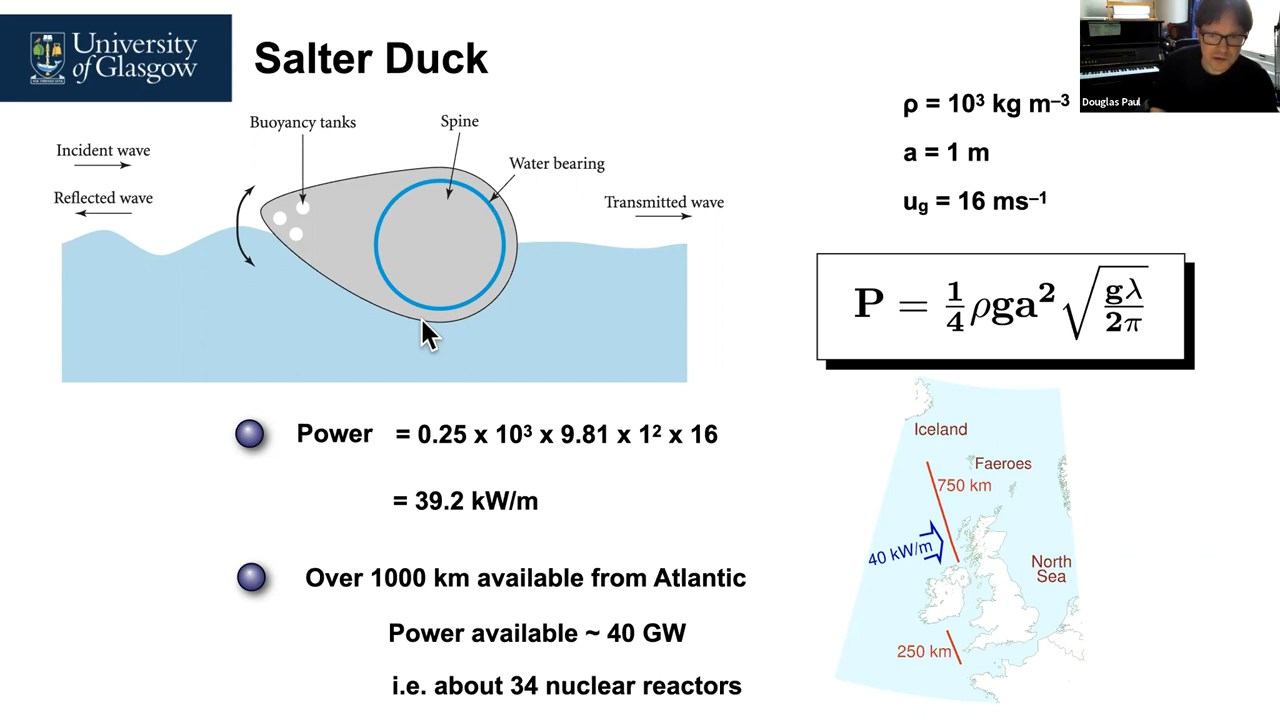 University
of Glasgow
Salter Duck
Douglas Paul
Buoyancy tanks
Spine
Incident wave
Water bearing
Reflected wave
Transmitted wave
ρ = 10³ kg m⁻³
a = 1 m
u_g = 16 ms⁻¹
P = 1/4 ρga² √(gλ/2π)
Power = 0.25 x 10³ x 9.81 x 1² x 16
= 39.2 kW/m
Over 1000 km available from Atlantic
Power available ~ 40 GW
i.e. about 34 nuclear reactors
Iceland
Faeroes
750 km
40 kW/m
North
Sea
250 km